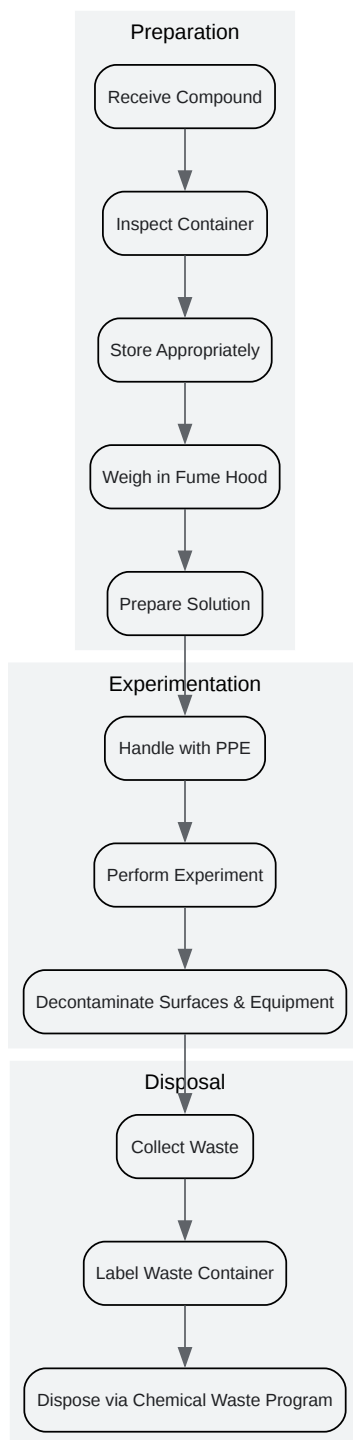 Preparation
Receive Compound
Inspect Container
Store Appropriately
Weigh in Fume Hood
Prepare Solution
Experimentation
Handle with PPE
Perform Experiment
Decontaminate Surfaces & Equipment
Disposal
Collect Waste
Label Waste Container
Dispose via Chemical Waste Program